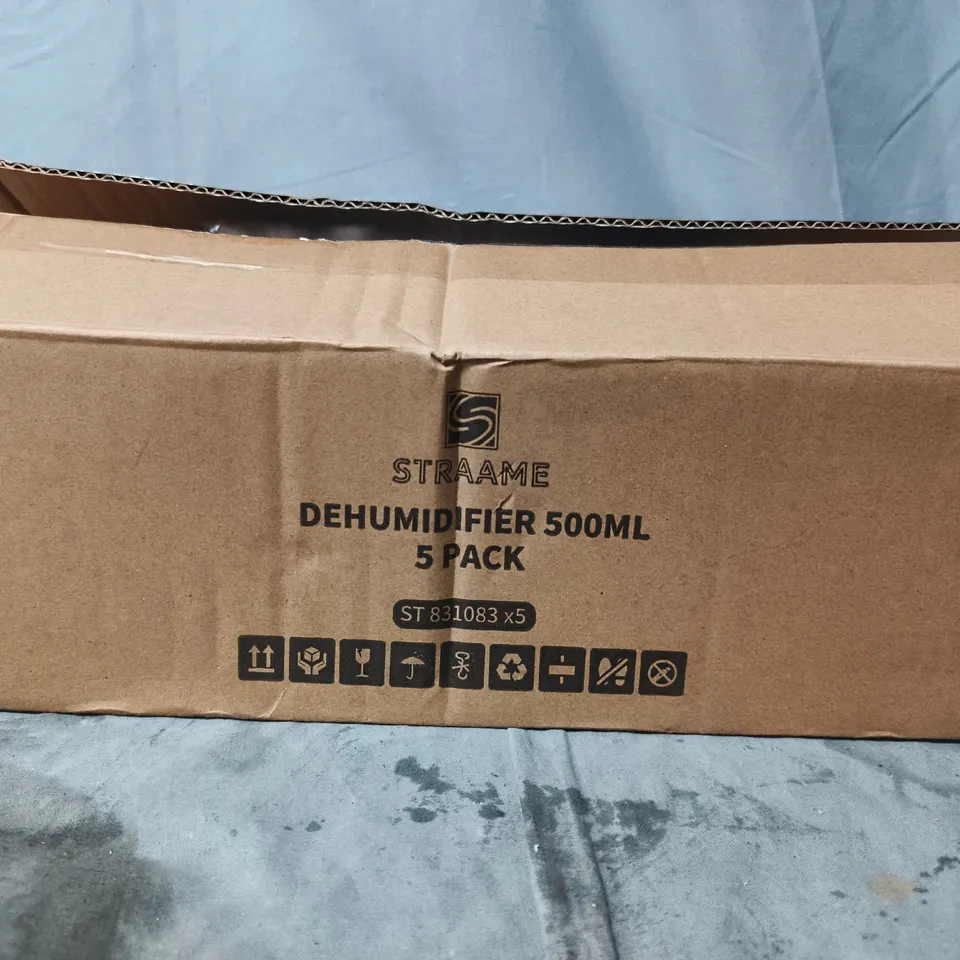 STRAAME
DEHUMIDIFIER 500ML
5 PACK
ST 831083 x5